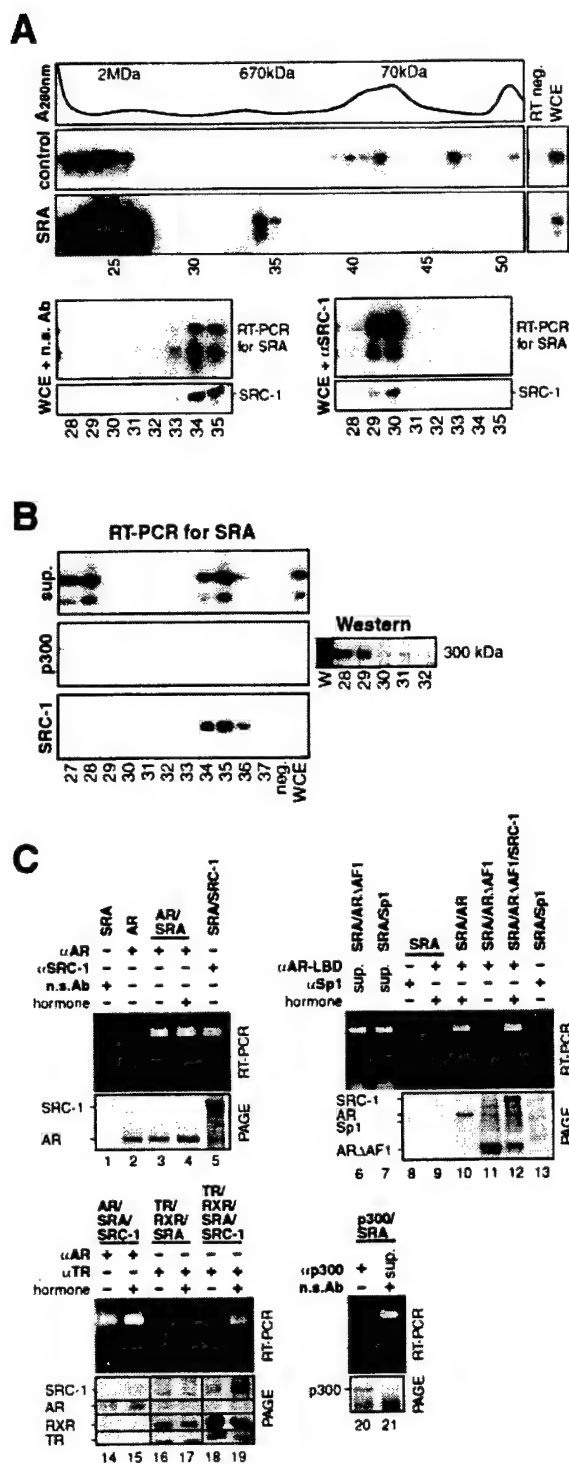 A
2MDa 670kDa 70kDa
A280nm
RT neg.
WCE
control
SRA
25 30 35 40 45 50
WCE + n.s. Ab
RT-PCR
for SRA
SRC-1
28 29 30 31 32 33 34 35
WCE + αSRC-1
RT-PCR
for SRA
SRC-1
28 29 30 31 32 33 34 35
B
RT-PCR for SRA
sup.
p300
SRC-1
27 28 29 30 31 32 33 34 35 36 37 neg. WCE
Western
300 kDa
W 28 29 30 31 32
C
SRA AR AR/SRA SRA/SRC-1
αAR - + + + -
αSRC-1 - - - - +
n.s.Ab + - - - -
hormone - - - + -
RT-PCR
SRC-1
AR
PAGE
1 2 3 4 5
SRA/AR∆AF1 SRA/Sp1 SRA SRA/AR SRA/AR∆AF1 SRA/AR∆AF1/SRC-1 SRA/Sp1
αAR-LBD
αSp1
hormone
sup. sup.
RT-PCR
SRC-1
AR
Sp1
AR∆AF1
PAGE
6 7 8 9 10 11 12 13
AR/SRA/SRC-1 TR/RXR/SRA TR/RXR/SRA/SRC-1
αAR + + - - - -
αTR - - + + + +
hormone - + - + - +
RT-PCR
SRC-1
AR
RXR
TR
PAGE
14 15 16 17 18 19
p300/SRA
αp300 + sup.
n.s.Ab - +
RT-PCR
p300
PAGE
20 21